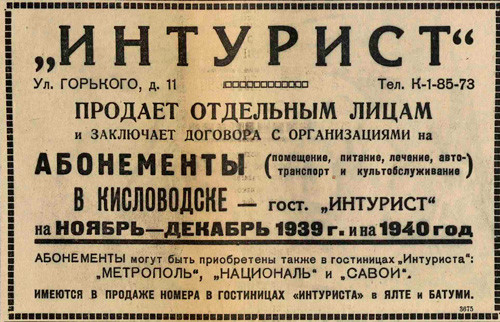 „ИНТУРИСТ“
Ул. ГОРЬКОГО, д. 11 Тел. К-1-85-73
ПРОДАЕТ ОТДЕЛЬНЫМ ЛИЦАМ
и ЗАКЛЮЧАЕТ ДОГОВОРА С ОРГАНИЗАЦИЯМИ на
АБОНЕМЕНТЫ (помещение, питание, лечение, авто-
транспорт и культобслуживание)
В КИСЛОВОДСКЕ — гост. „ИНТУРИСТ“
на НОЯБРЬ—ДЕКАБРЬ 1939 г. и на 1940 год
АБОНЕМЕНТЫ могут быть приобретены также в гостиницах „Интуриста“:
„МЕТРОПОЛЬ“, „НАЦИОНАЛЬ“ и „САВОЙ“.
ИМЕЮТСЯ В ПРОДАЖЕ НОМЕРА В ГОСТИНИЦАХ «ИНТУРИСТА» В ЯЛТЕ и БАТУМИ.